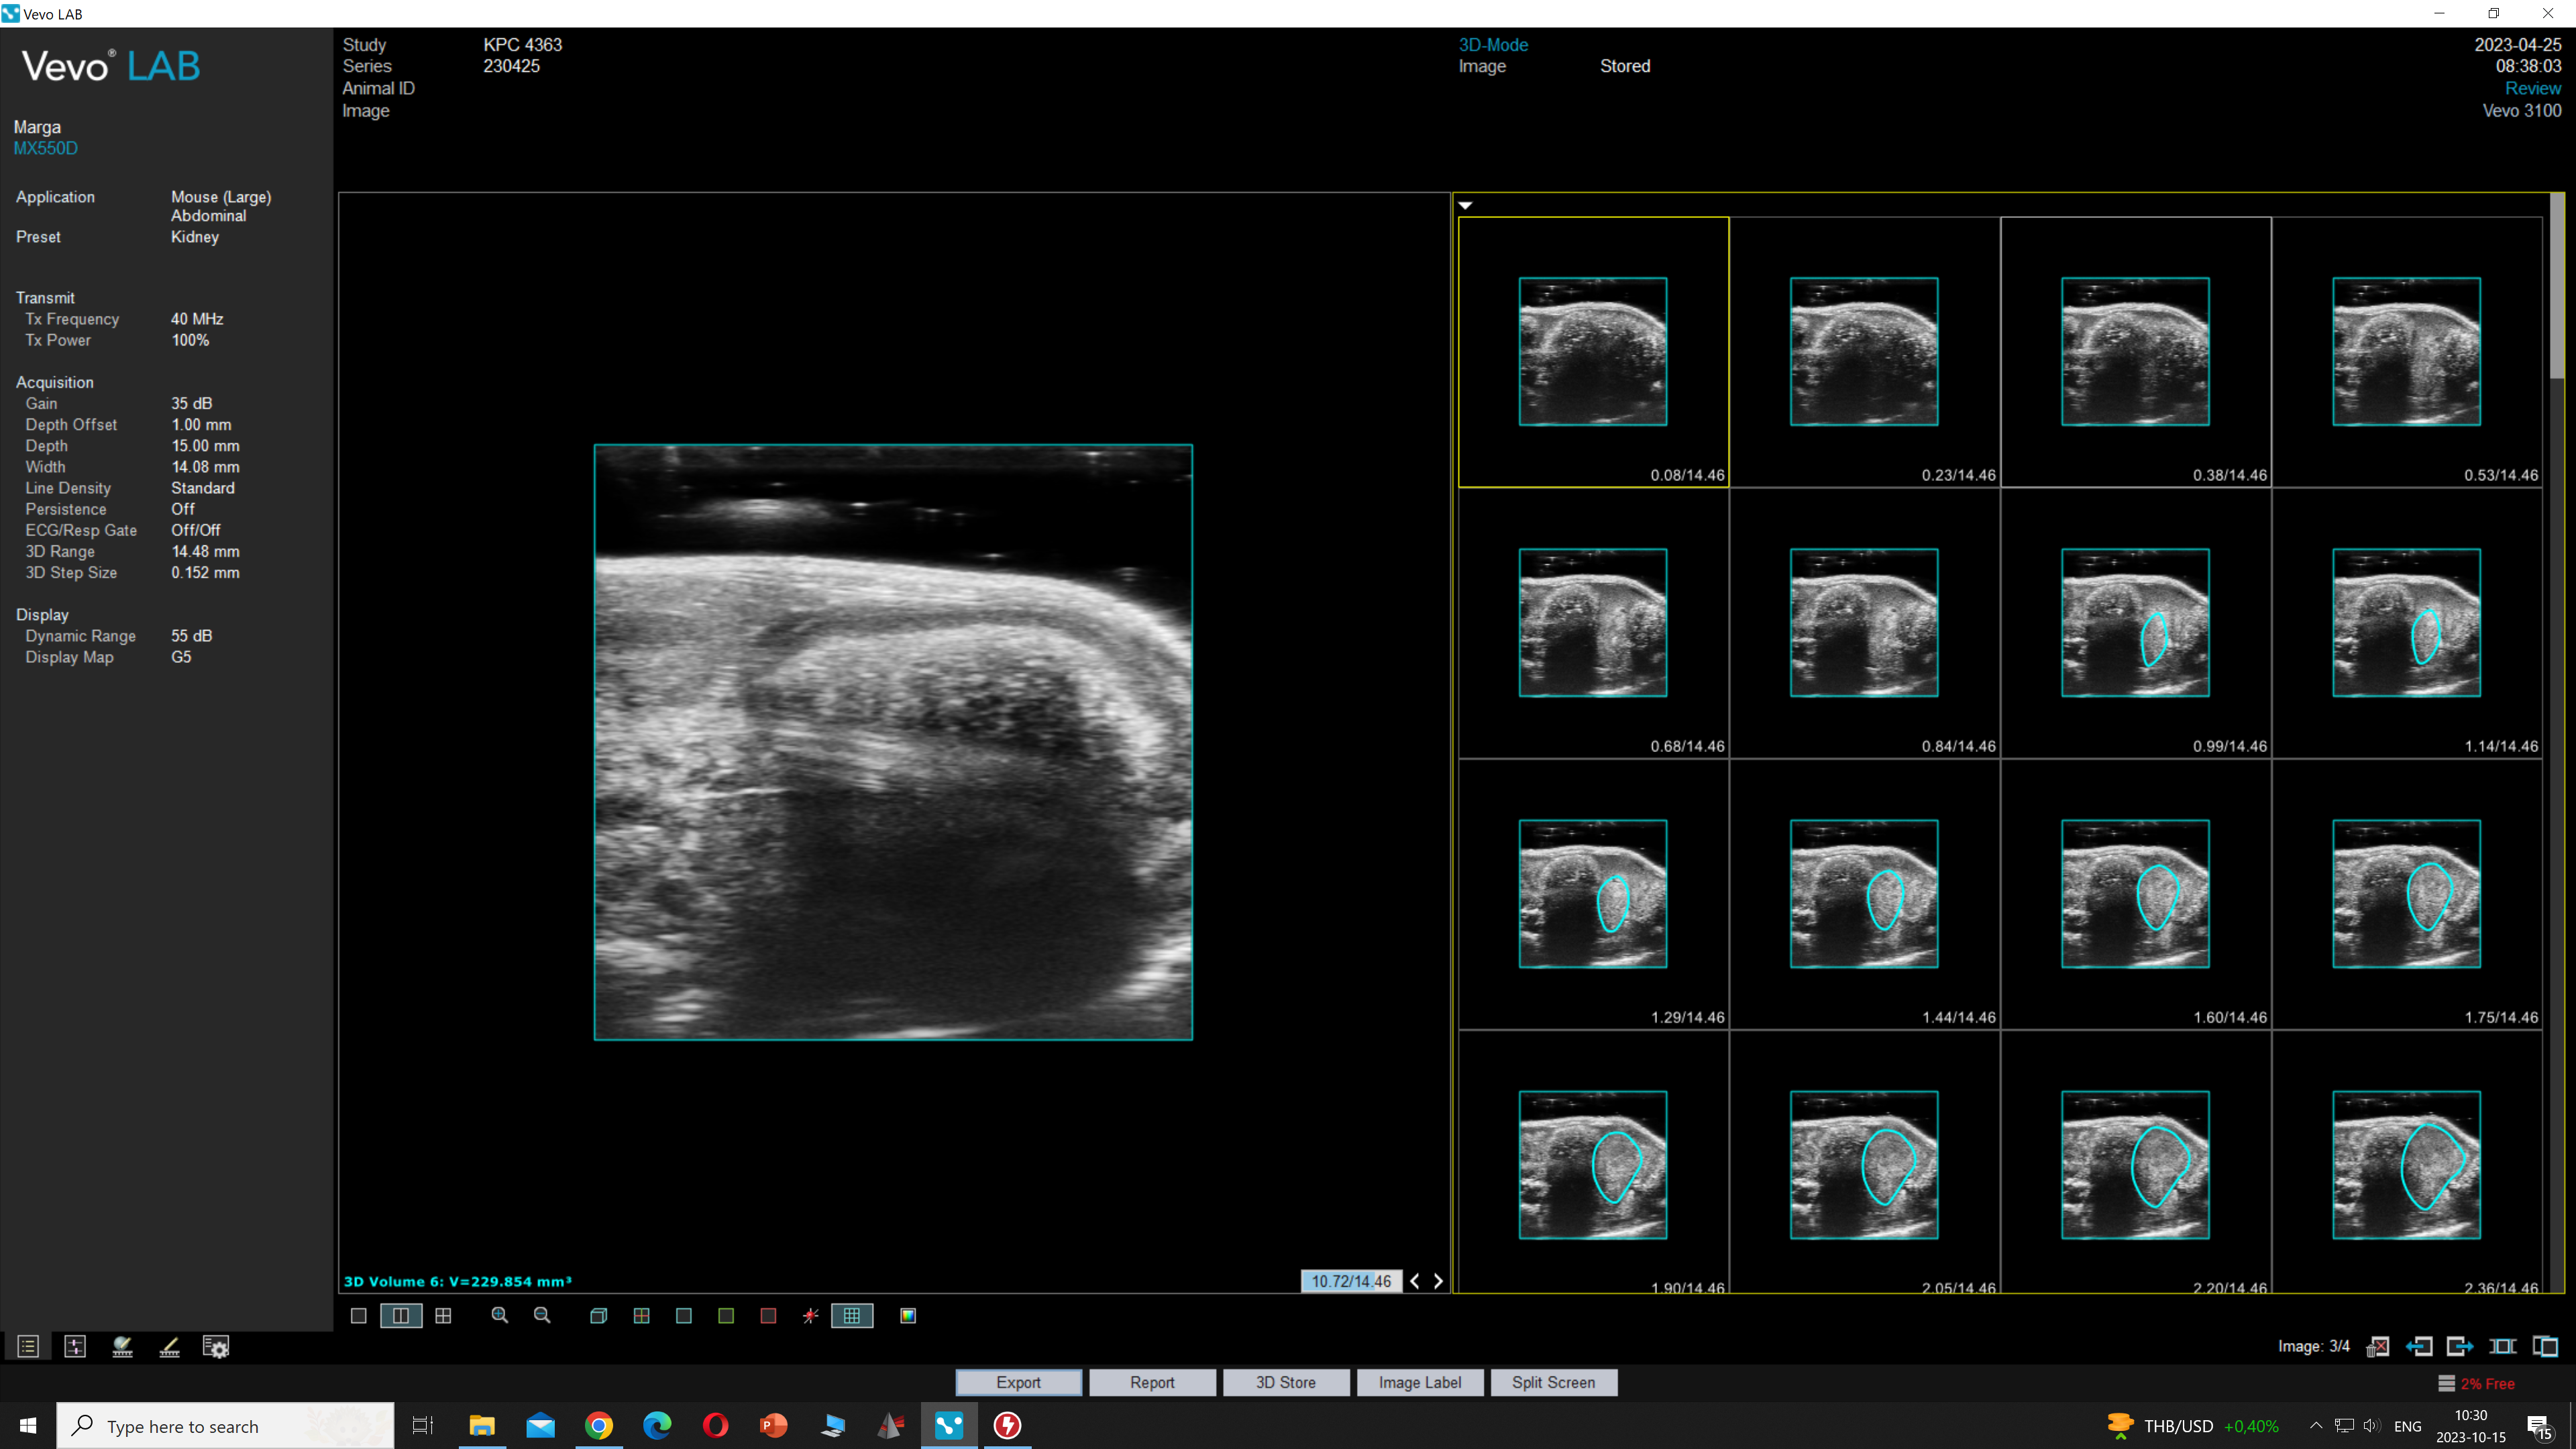 Vevo LAB
Vevo® LAB
Marga
MX550D
Application Mouse (Large)
Abdominal
Preset Kidney
Transmit
Tx Frequency 40 MHz
Tx Power 100%
Acquisition
Gain 35 dB
Depth Offset 1.00 mm
Depth 15.00 mm
Width 14.08 mm
Line Density Standard
Persistence Off
ECG/Resp Gate Off/Off
3D Range 14.48 mm
3D Step Size 0.152 mm
Display
Dynamic Range 55 dB
Display Map G5
Study KPC 4363
Series 230425
Animal ID
Image
3D-Mode
Image Stored
2023-04-25
08:38:03
Review
Vevo 3100
0.08/14.46 0.23/14.46 0.38/14.46 0.53/14.46
0.68/14.46 0.84/14.46 0.99/14.46 1.14/14.46
1.29/14.46 1.44/14.46 1.60/14.46 1.75/14.46
1.90/14.46 2.05/14.46 2.20/14.46 2.36/14.46
3D Volume 6: V=229.854 mm³
10.72/14.46
Image: 3/4
Export Report 3D Store Image Label Split Screen
2% Free
Type here to search
P
THB/USD +0,40%
ENG
10:30
2023-10-15
15